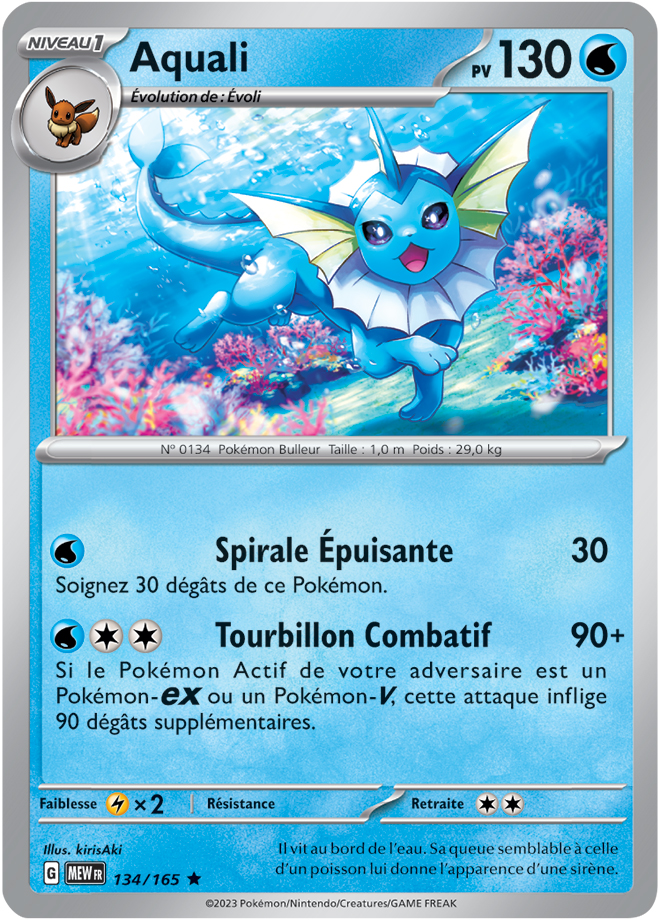 NIVEAU 1
Aquali
PV 130
Évolution de : Évoli
N° 0134 Pokémon Bulleur Taille : 1,0 m Poids : 29,0 kg
Spirale Épuisante 30
Soignez 30 dégâts de ce Pokémon.
Tourbillon Combatif 90+
Si le Pokémon Actif de votre adversaire est un
Pokémon-ex ou un Pokémon-V, cette attaque inflige
90 dégâts supplémentaires.
Faiblesse ×2 Résistance Retraite
Illus. kirisAki
Il vit au bord de l'eau. Sa queue semblable à celle
d'un poisson lui donne l'apparence d'une sirène.
G MEW FR 134/165 ★
©2023 Pokémon/Nintendo/Creatures/GAME FREAK